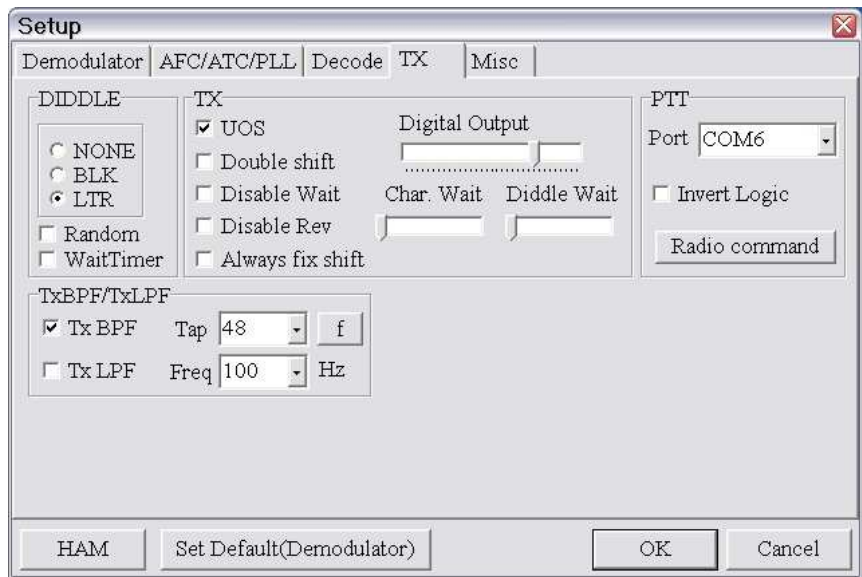 Setup
Demodulator AFC/ATC/PLL Decode TX Misc
DIDDLE
NONE
BLK
LTR
Random
WaitTimer
TX
UOS
Double shift
Disable Wait
Disable Rev
Always fix shift
Digital Output
Char. Wait Diddle Wait
PTT
Port COM6
Invert Logic
Radio command
TxBPF/TxLPF
Tx BPF Tap 48 f
Tx LPF Freq 100 Hz
HAM Set Default(Demodulator) OK Cancel